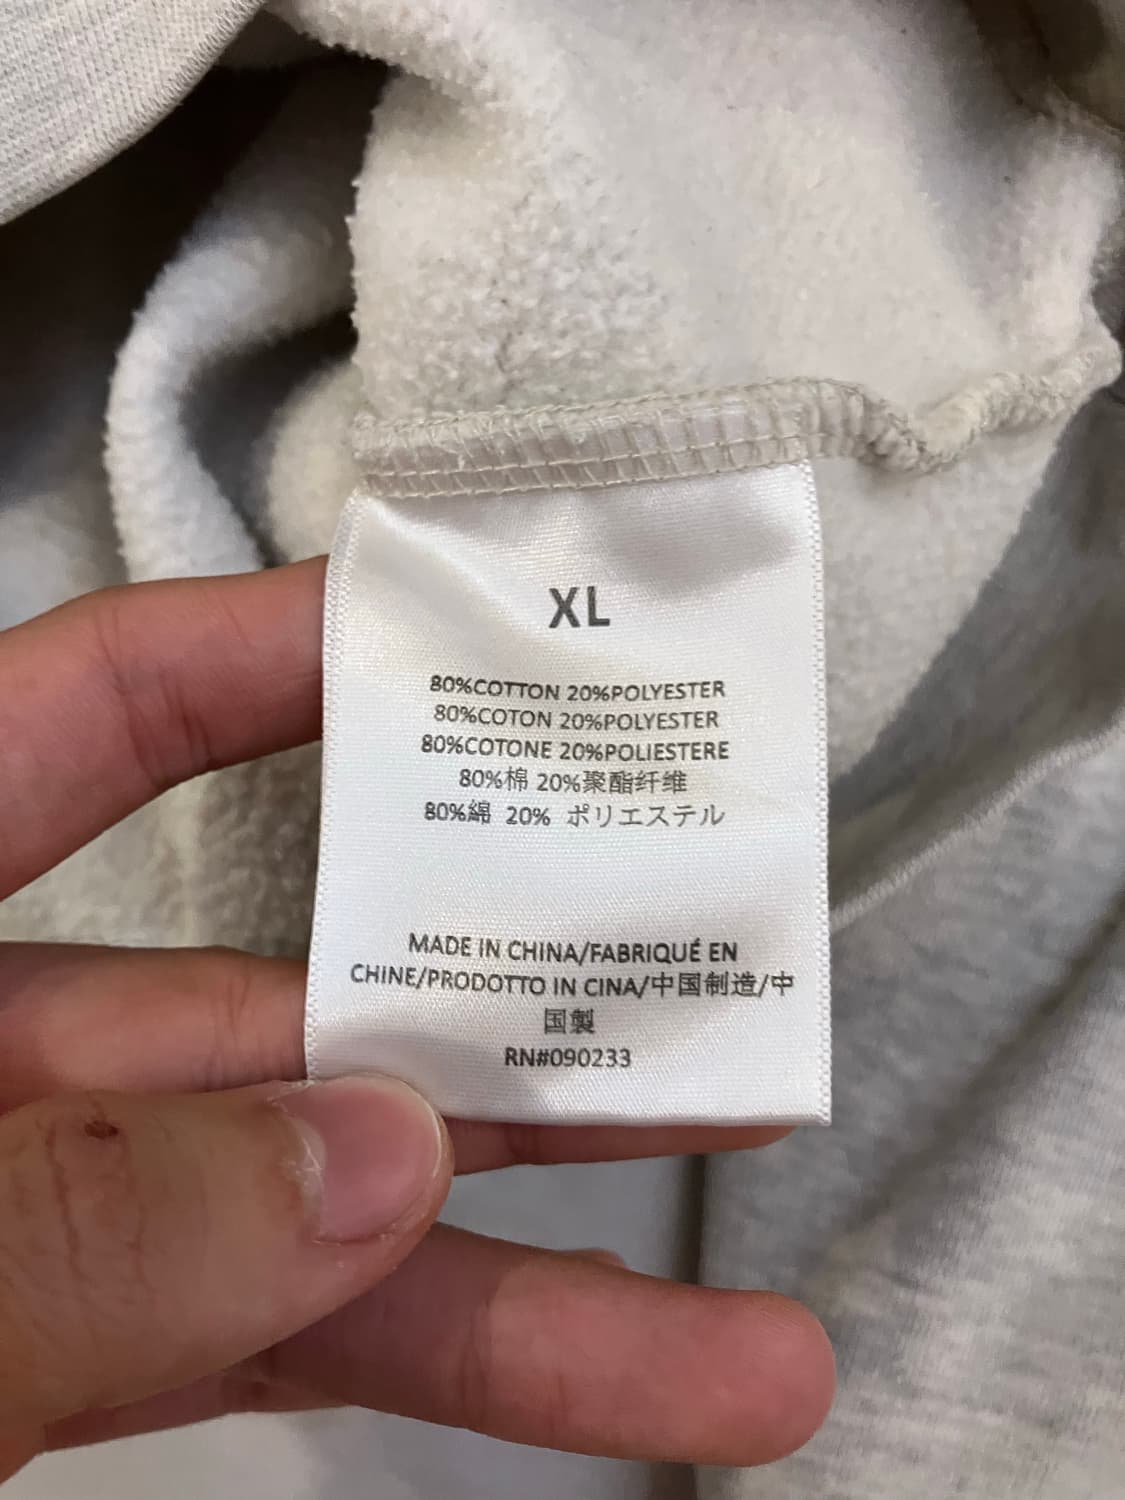 XL
80%COTTON 20%POLYESTER
80%COTON 20%POLYESTER
80%COTONE 20%POLIESTERE
80%棉 20%聚酯纤维
80%綿 20% ポリエステル
MADE IN CHINA/FABRIQUÉ EN
CHINE/PRODOTTO IN CINA/中国制造/中
国製
RN#090233